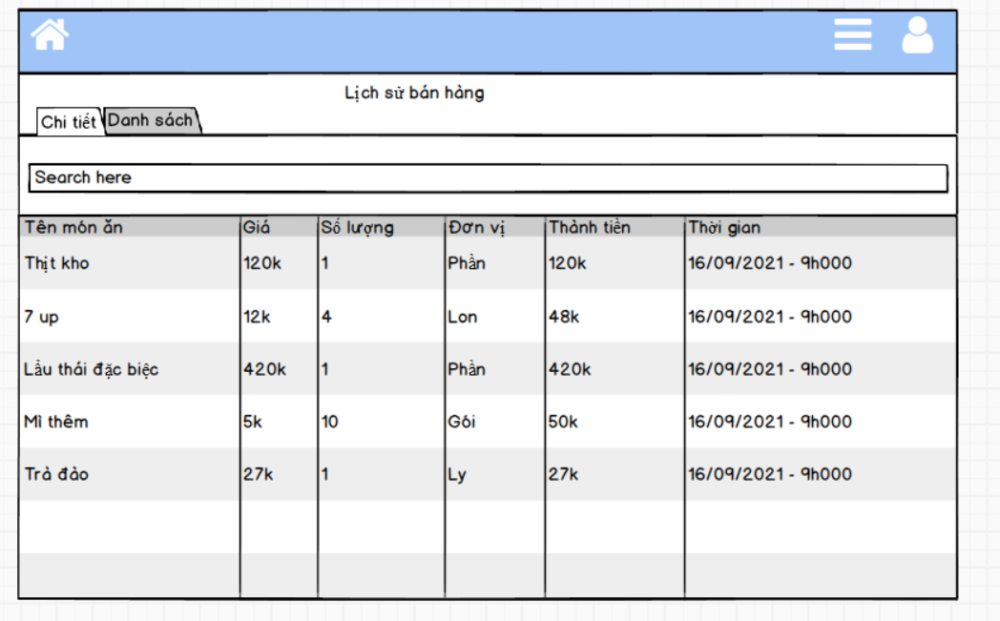 Lịch sử bán hàng
Chi tiết Danh sách
Search here
Tên món ăn Giá Số lượng Đơn vị Thành tiền Thời gian
Thịt kho 120k 1 Phần 120k 16/09/2021 - 9h000
7 up 12k 4 Lon 48k 16/09/2021 - 9h000
Lẩu thái đặc biệc 420k 1 Phần 420k 16/09/2021 - 9h000
Mì thêm 5k 10 Gói 50k 16/09/2021 - 9h000
Trà đào 27k 1 Ly 27k 16/09/2021 - 9h000